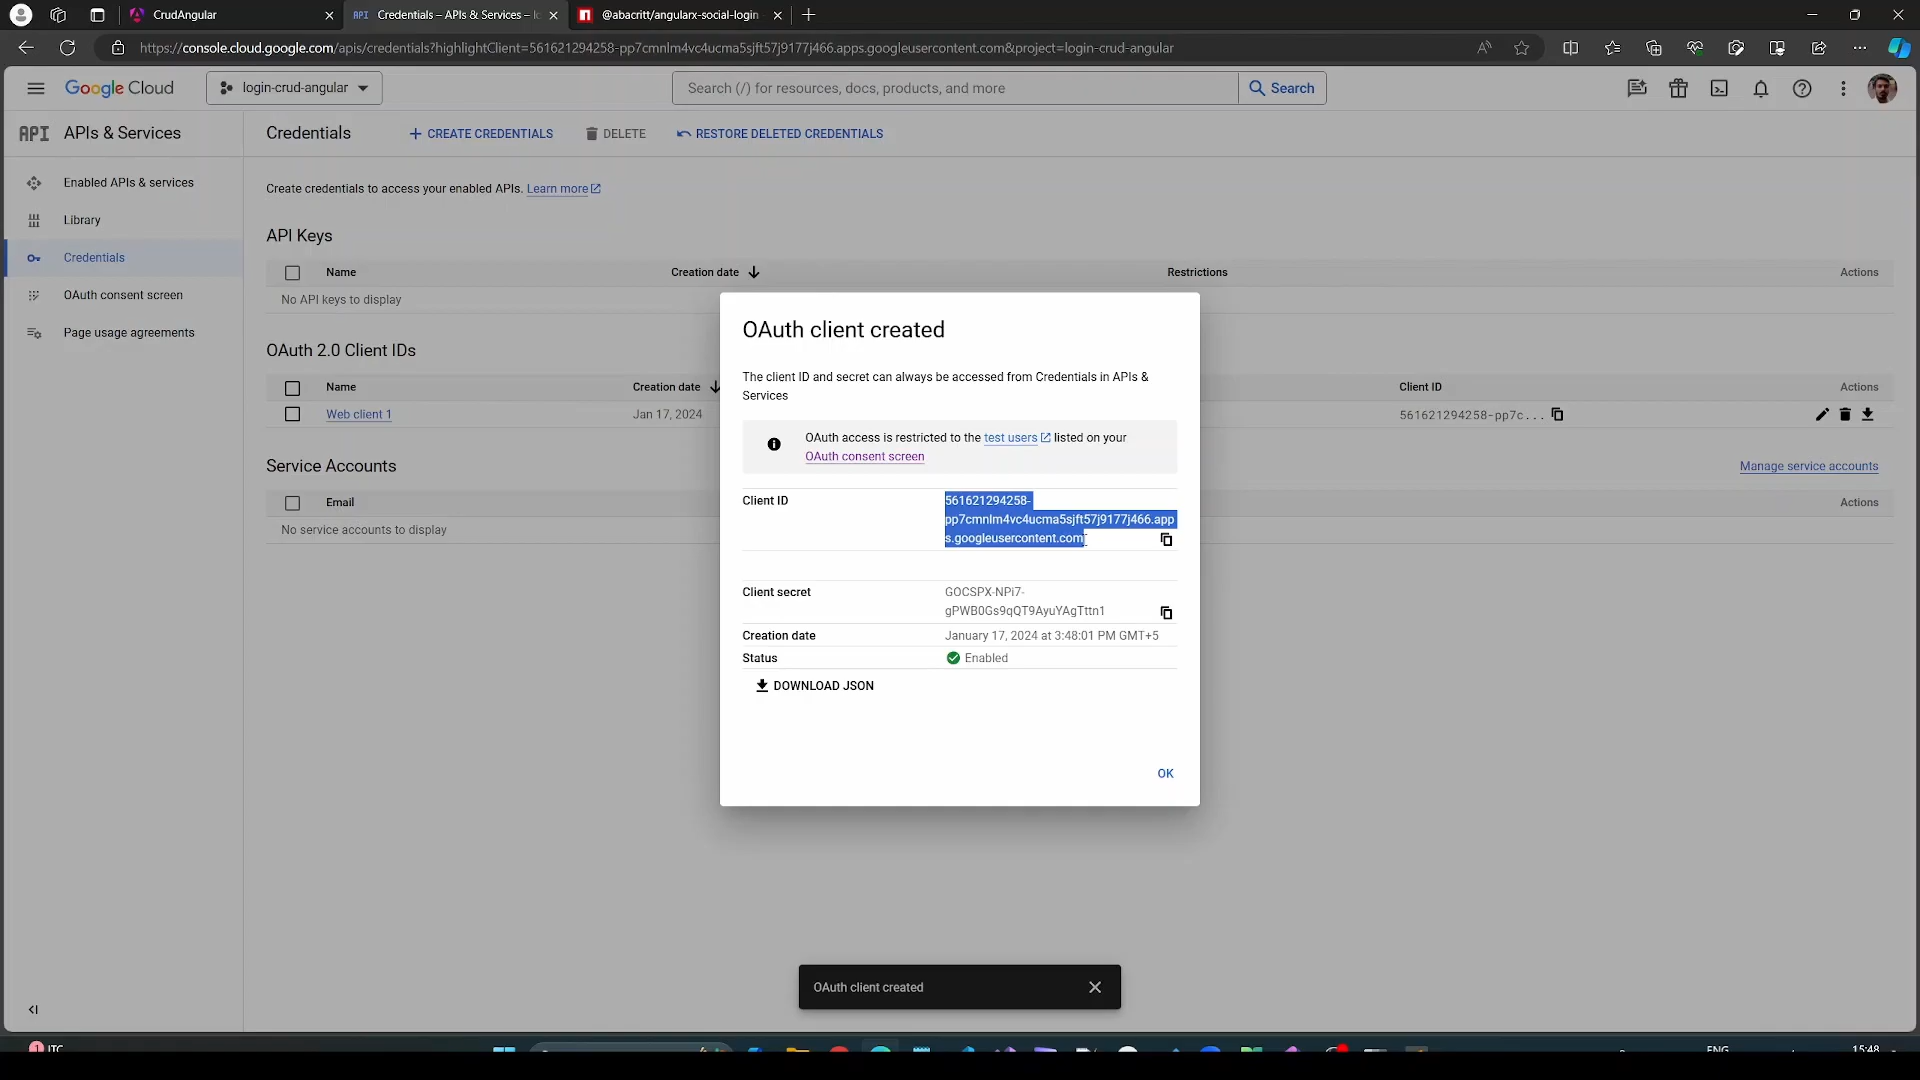 CrudAngular
API Credentials – APIs & Services – lo
@abacritt/angularx-social-login
https://console.cloud.google.com/apis/credentials?highlightClient=561621294258-pp7cmnlm4vc4ucma5sjft57j9177j466.apps.googleusercontent.com&project=login-crud-angular
Google Cloud
login-crud-angular
Search (/) for resources, docs, products, and more
Search
API APIs & Services
Credentials
CREATE CREDENTIALS
DELETE
RESTORE DELETED CREDENTIALS
Enabled APIs & services
Library
Credentials
OAuth consent screen
Page usage agreements
Create credentials to access your enabled APIs. Learn more
API Keys
Name Creation date Restrictions Actions
No API keys to display
OAuth 2.0 Client IDs
Name Creation date Client ID Actions
Web client 1 Jan 17, 2024 561621294258-pp7c...
Service Accounts
Manage service accounts
Email Actions
No service accounts to display
OAuth client created
The client ID and secret can always be accessed from Credentials in APIs &
Services
OAuth access is restricted to the test users listed on your
OAuth consent screen
Client ID 561621294258-
pp7cmnlm4vc4ucma5sjft57j9177j466.app
s.googleusercontent.com
Client secret GOCSPX-NPi7-
gPWB0Gs9qQT9AyuYAgTttn1
Creation date January 17, 2024 at 3:48:01 PM GMT+5
Status Enabled
DOWNLOAD JSON
OK
OAuth client created
1 ITC
ENG
15:48